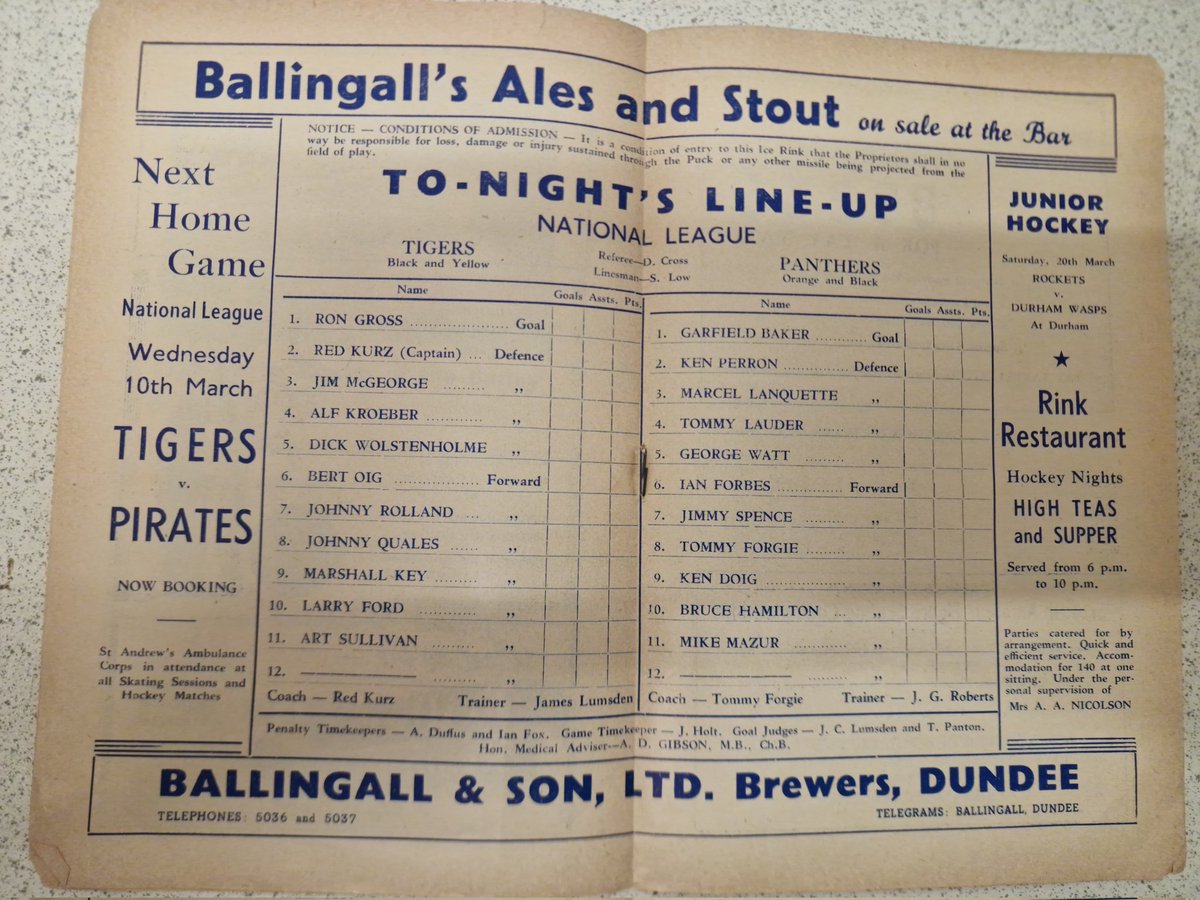 Ballingall's Ales and Stout on sale at the Bar
Next
Home
Game
National League
Wednesday
10th March
TIGERS
v.
PIRATES
NOW BOOKING
St Andrew's Ambulance
Corps in attendance at
all Skating Sessions and
Hockey Matches
NOTICE — CONDITIONS OF ADMISSION — It is a condition of entry to this Ice Rink that the Proprietors shall in no
way be responsible for loss, damage or injury sustained through the Puck or any other missile being projected from the
field of play.
TO-NIGHT'S LINE-UP
NATIONAL LEAGUE
TIGERS
Black and Yellow
Referee—D. Cross
Linesman—S. Low
PANTHERS
Orange and Black
Name Goals Assts. Pts.
1. RON GROSS ........................ Goal
2. RED KURZ (Captain) ... Defence
3. JIM McGEORGE ......... ,,
4. ALF KROEBER ............ ,,
5. DICK WOLSTENHOLME ,,
6. BERT OIG .................. Forward
7. JOHNNY ROLLAND ... ,,
8. JOHNNY QUALES ...... ,,
9. MARSHALL KEY ......... ,,
10. LARRY FORD ............ ,,
11. ART SULLIVAN ......... ,,
12. ———————— ...... ,,
Coach — Red Kurz Trainer — James Lumsden
Name Goals Assts. Pts.
1. GARFIELD BAKER ............ Goal
2. KEN PERRON ............... Defence
3. MARCEL LANQUETTE ,,
4. TOMMY LAUDER ...... ,,
5. GEORGE WATT ......... ,,
6. IAN FORBES ............... Forward
7. JIMMY SPENCE ......... ,,
8. TOMMY FORGIE ......... ,,
9. KEN DOIG .................. ,,
10. BRUCE HAMILTON ... ,,
11. MIKE MAZUR ............ ,,
12. ———————— ......... ,,
Coach — Tommy Forgie Trainer — J. G. Roberts
Penalty Timekeepers — A. Duffus and Ian Fox. Game Timekeeper — J. Holt. Goal Judges — J. C. Lumsden and T. Panton.
Hon. Medical Adviser—A. D. GIBSON, M.B., Ch.B.
JUNIOR
HOCKEY
Saturday, 20th March
ROCKETS
v.
DURHAM WASPS
At Durham
★
Rink
Restaurant
Hockey Nights
HIGH TEAS
and SUPPER
Served from 6 p.m.
to 10 p.m.
Parties catered for by
arrangement. Quick and
efficient service. Accom-
modation for 140 at one
sitting. Under the per-
sonal supervision of
Mrs A. A. NICOLSON
BALLINGALL & SON, LTD. Brewers, DUNDEE
TELEPHONES: 5036 and 5037
TELEGRAMS: BALLINGALL, DUNDEE